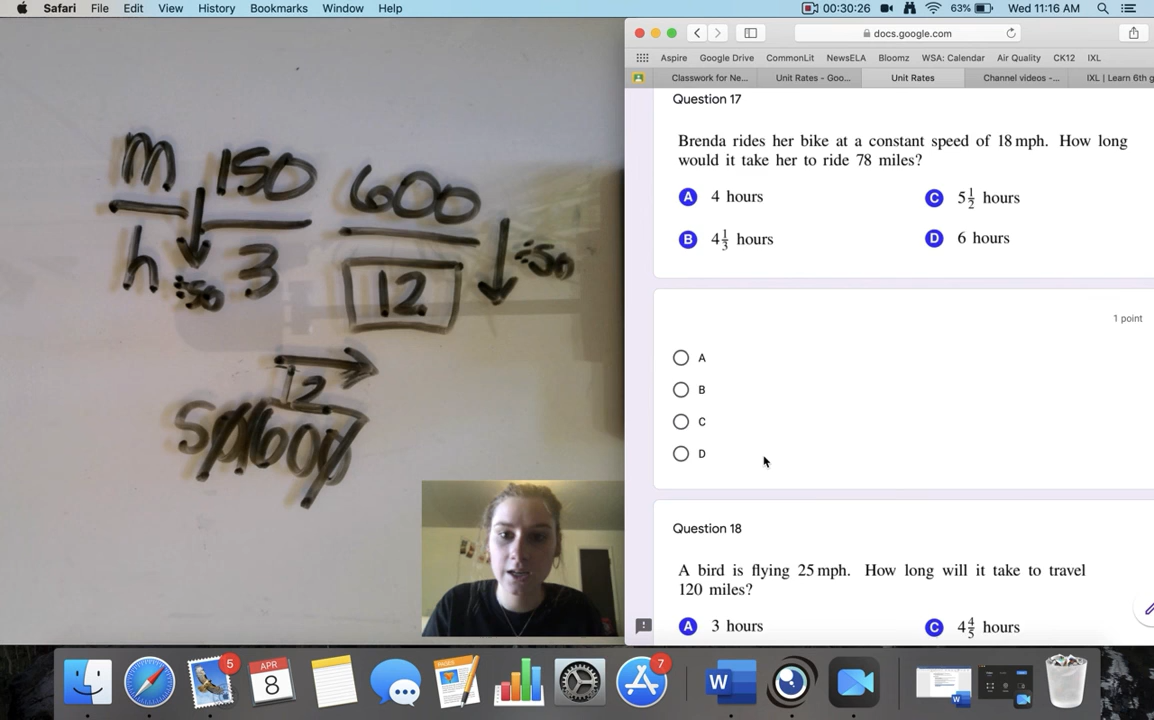 Safari File Edit View History Bookmarks Window Help 00:30:26 63% Wed 11:16 AM
docs.google.com
Aspire Google Drive CommonLit NewsELA Bloomz WSA: Calendar Air Quality CK12 IXL
Classwork for Ne... Unit Rates - Goo... Unit Rates Channel videos -... IXL | Learn 6th g
m 150 600
h ÷50 3 12 ÷50
12
50 600
Question 17
Brenda rides her bike at a constant speed of 18 mph. How long
would it take her to ride 78 miles?
A 4 hours C 5 1/2 hours
B 4 1/3 hours D 6 hours
1 point
A
B
C
D
Question 18
A bird is flying 25 mph. How long will it take to travel
120 miles?
A 3 hours C 4 4/5 hours
5 APR 8 PAGES 7 W